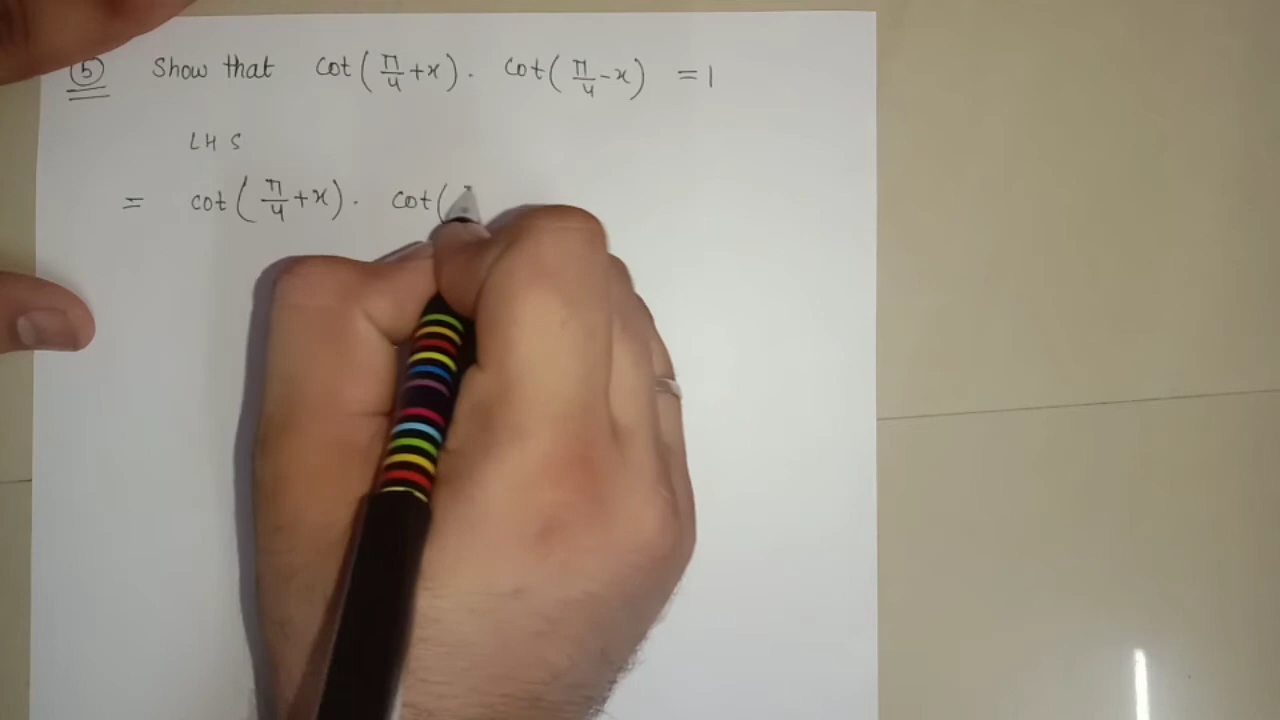 5 Show that cot(π/4+x). cot(π/4-x) =1
LHS
= cot(π/4+x). cot(